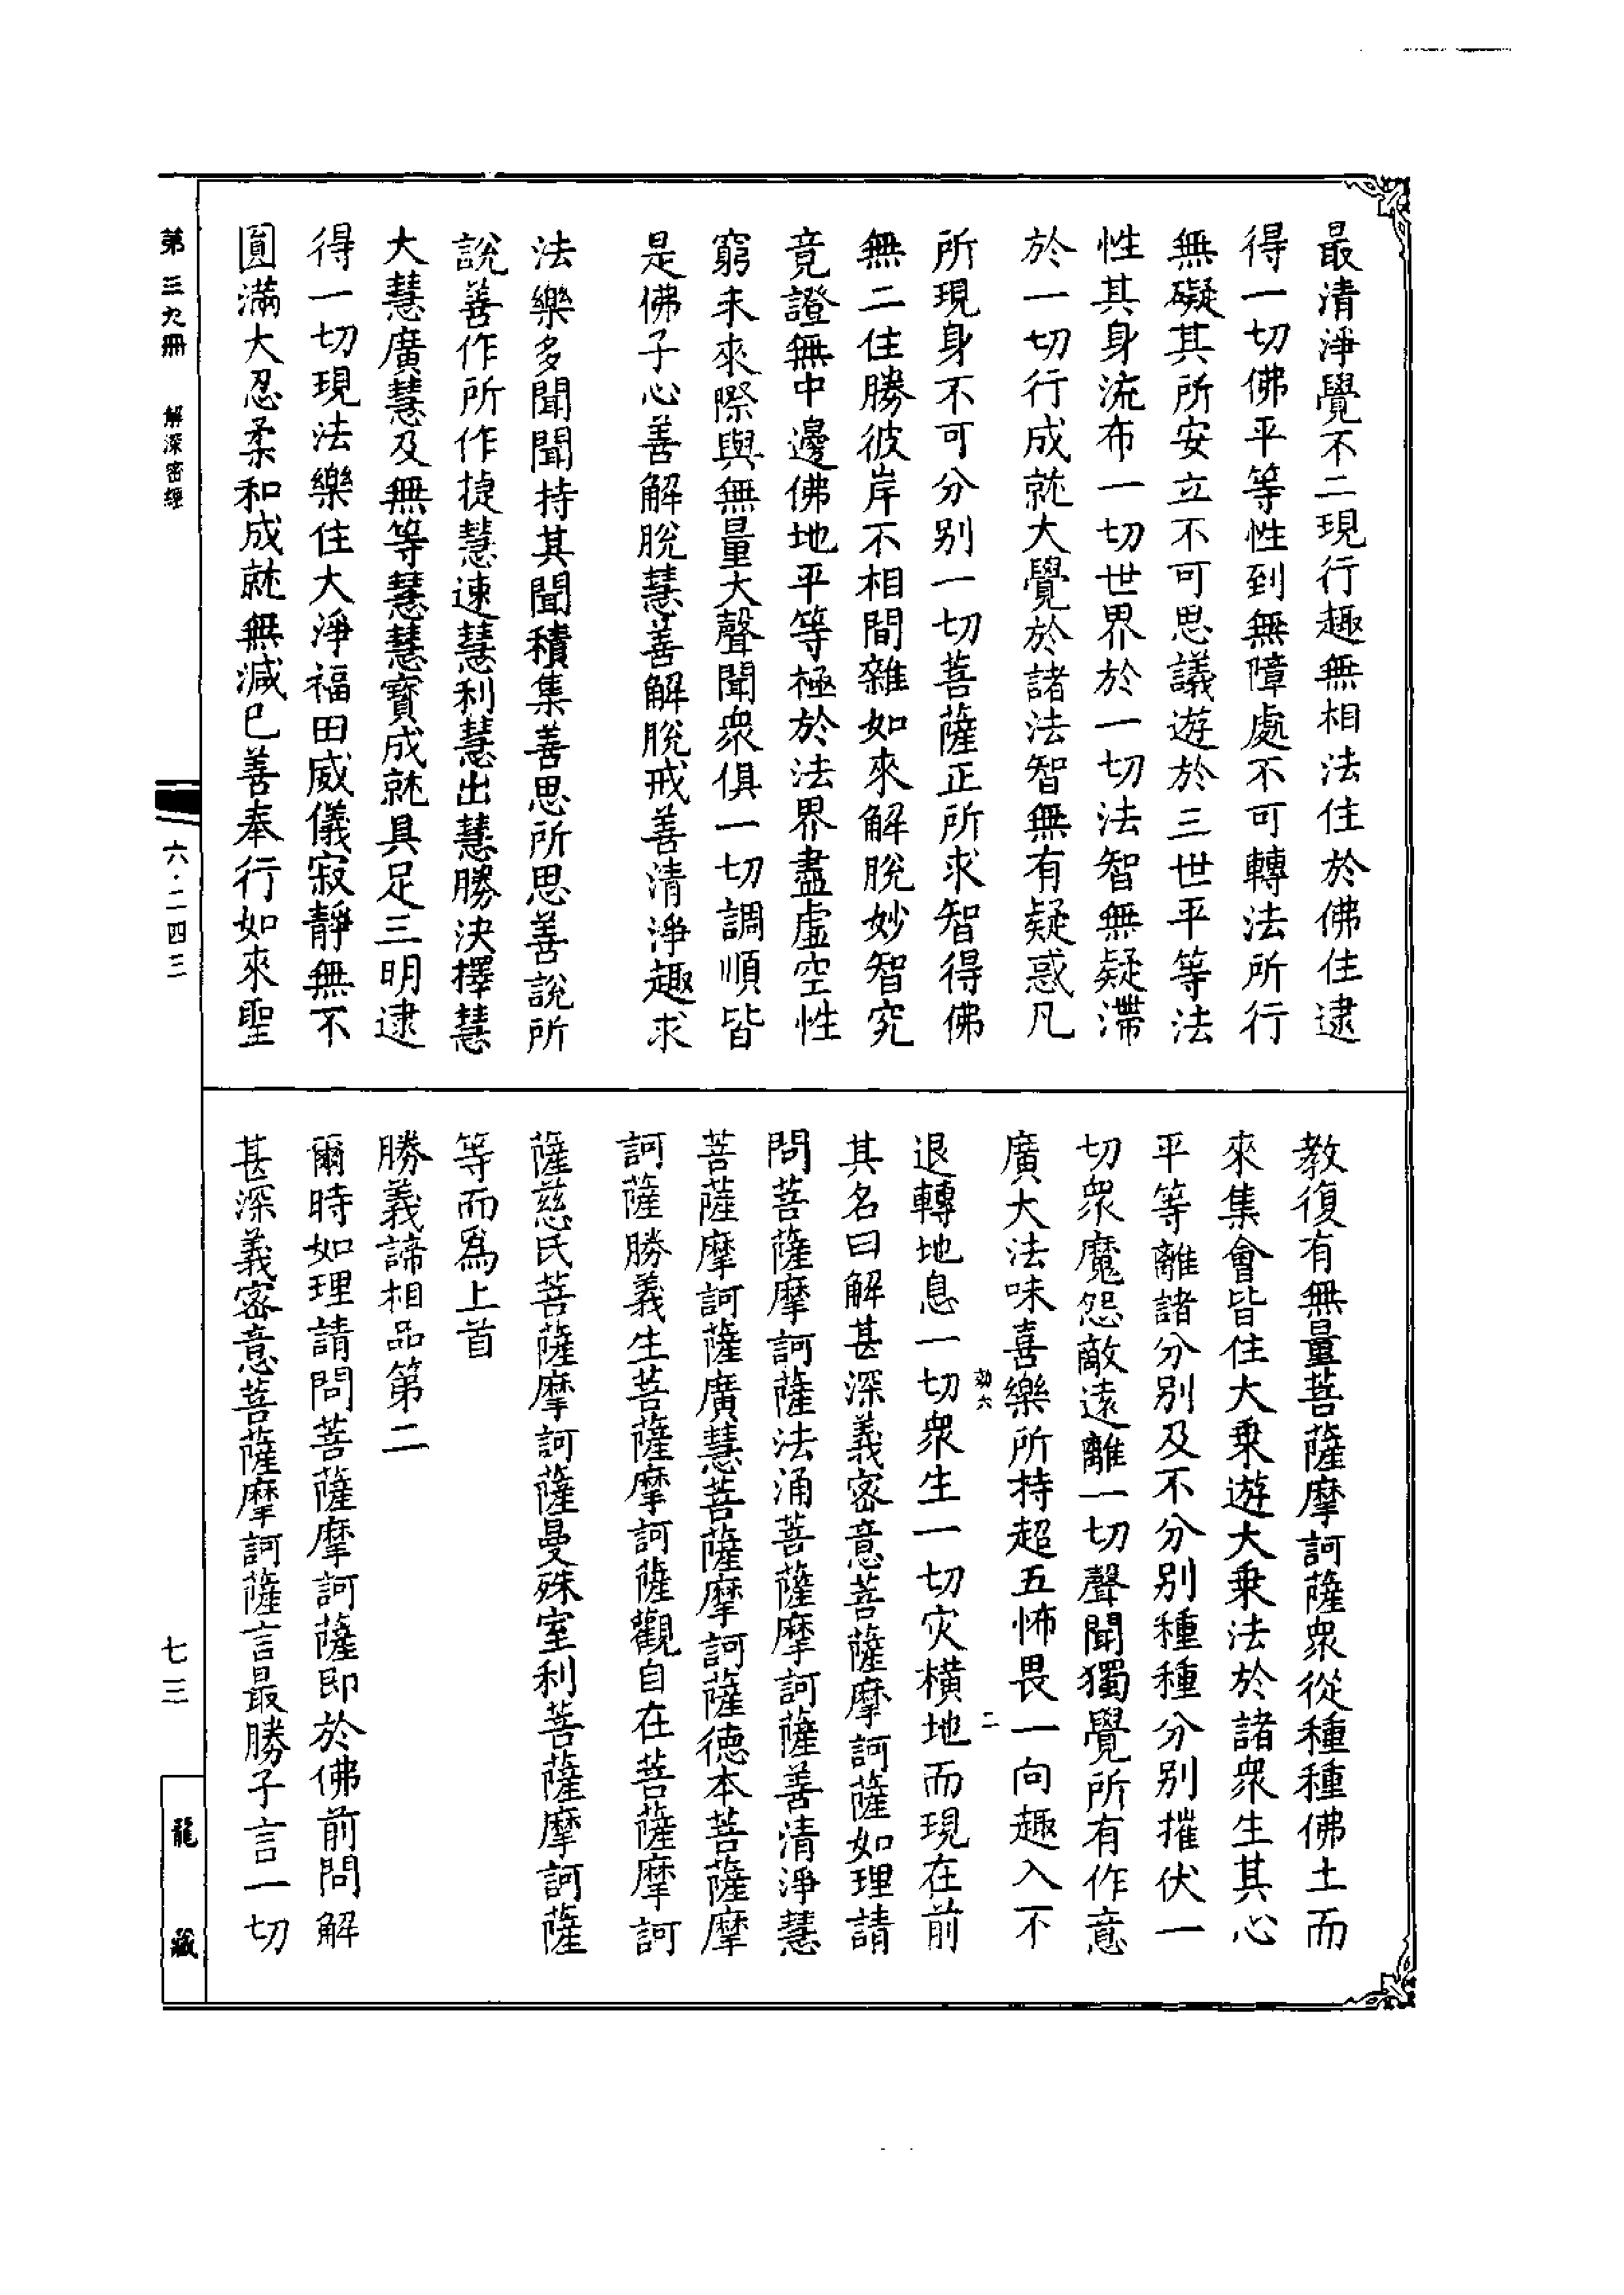 最清淨覺不二現行趣無相法住於佛住逮
得一切佛平等性到無障處不可轉法所行
無礙其所安立不可思議遊於三世平等法
性其身流布一切世界於一切法智無疑滯
於一切行成就大覺於諸法智無有疑惑凡
所現身不可分別一切菩薩正所求智得佛
無二住勝彼岸不相間雜如來解脫妙智究
竟證無中邊佛地平等極於法界盡虛空性
窮未來際與無量大聲聞衆俱一切調順皆
是佛子心善解脫慧善解脫戒善清淨趣求
法樂多聞聞持其聞積集善思所思善說所
說善作所作捷慧速慧利慧出慧勝決擇慧
大慧廣慧及無等慧慧寶成就具足三明逮
得一切現法樂住大淨福田威儀寂靜無不
圓滿大忍柔和成就無減已善奉行如來聖
教復有無量菩薩摩訶薩衆從種種佛土而
來集會皆住大乘遊大乘法於諸衆生其心
平等離諸分別及不分別種種分別摧伏一
切衆魔怨敵遠離一切聲聞獨覺所有作意
廣大法味喜樂所持超五怖畏一向趣入不
勒六 二
退轉地息一切衆生一切灾橫地而現在前
其名曰解甚深義密意菩薩摩訶薩如理請
問菩薩摩訶薩法涌菩薩摩訶薩善清淨慧
菩薩摩訶薩廣慧菩薩摩訶薩德本菩薩摩
訶薩勝義生菩薩摩訶薩觀自在菩薩摩訶
薩慈氏菩薩摩訶薩曼殊室利菩薩摩訶薩
等而爲上首
勝義諦相品第二
爾時如理請問菩薩摩訶薩即於佛前問解
甚深義密意菩薩摩訶薩言最勝子言一切
第三九冊 解深密經
六·二四三
七三
龍藏